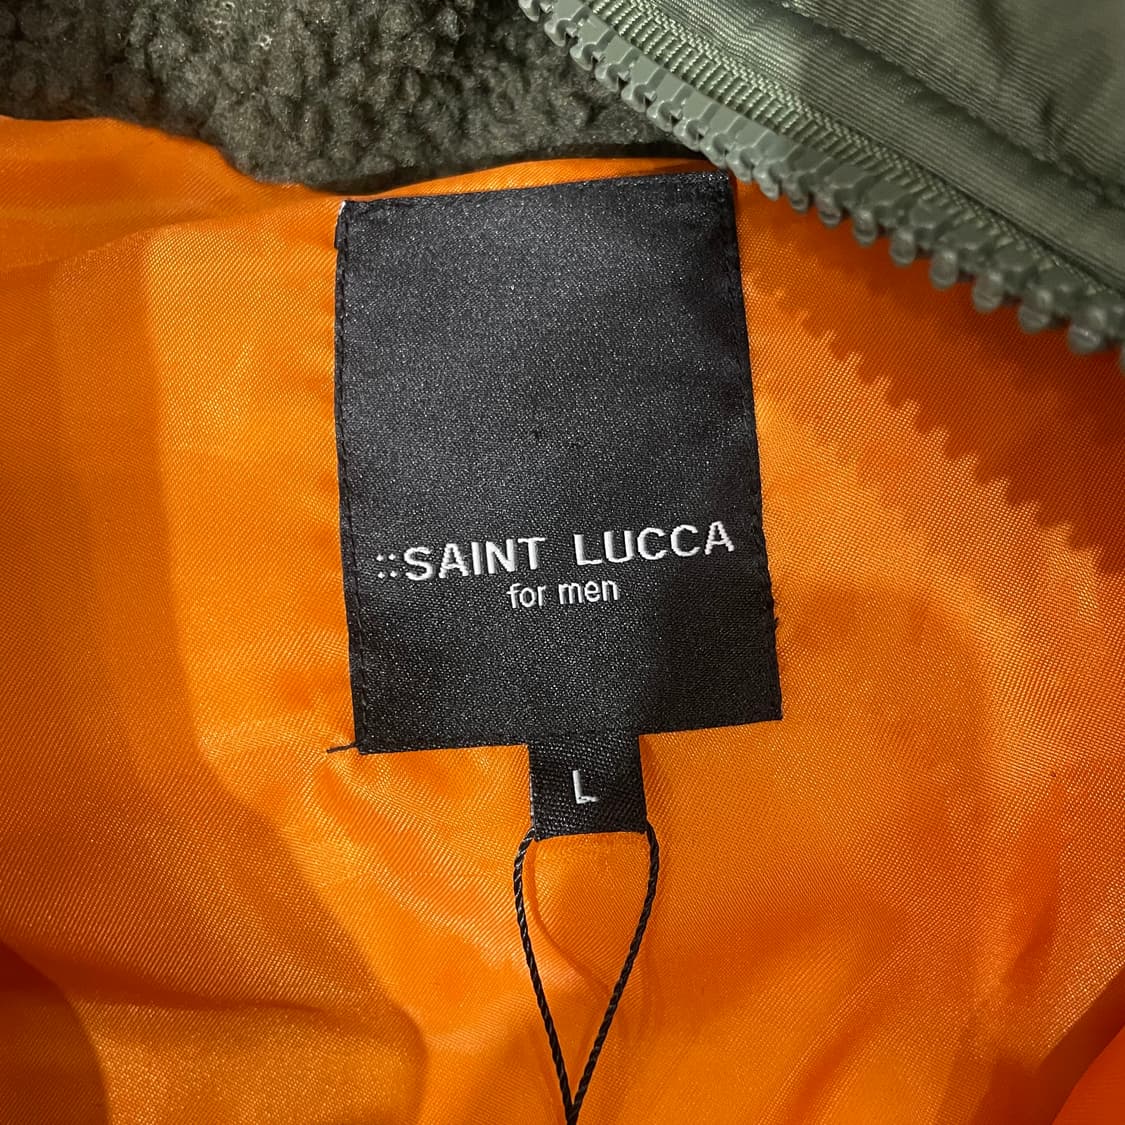 ::SAINT LUCCA
for men
L